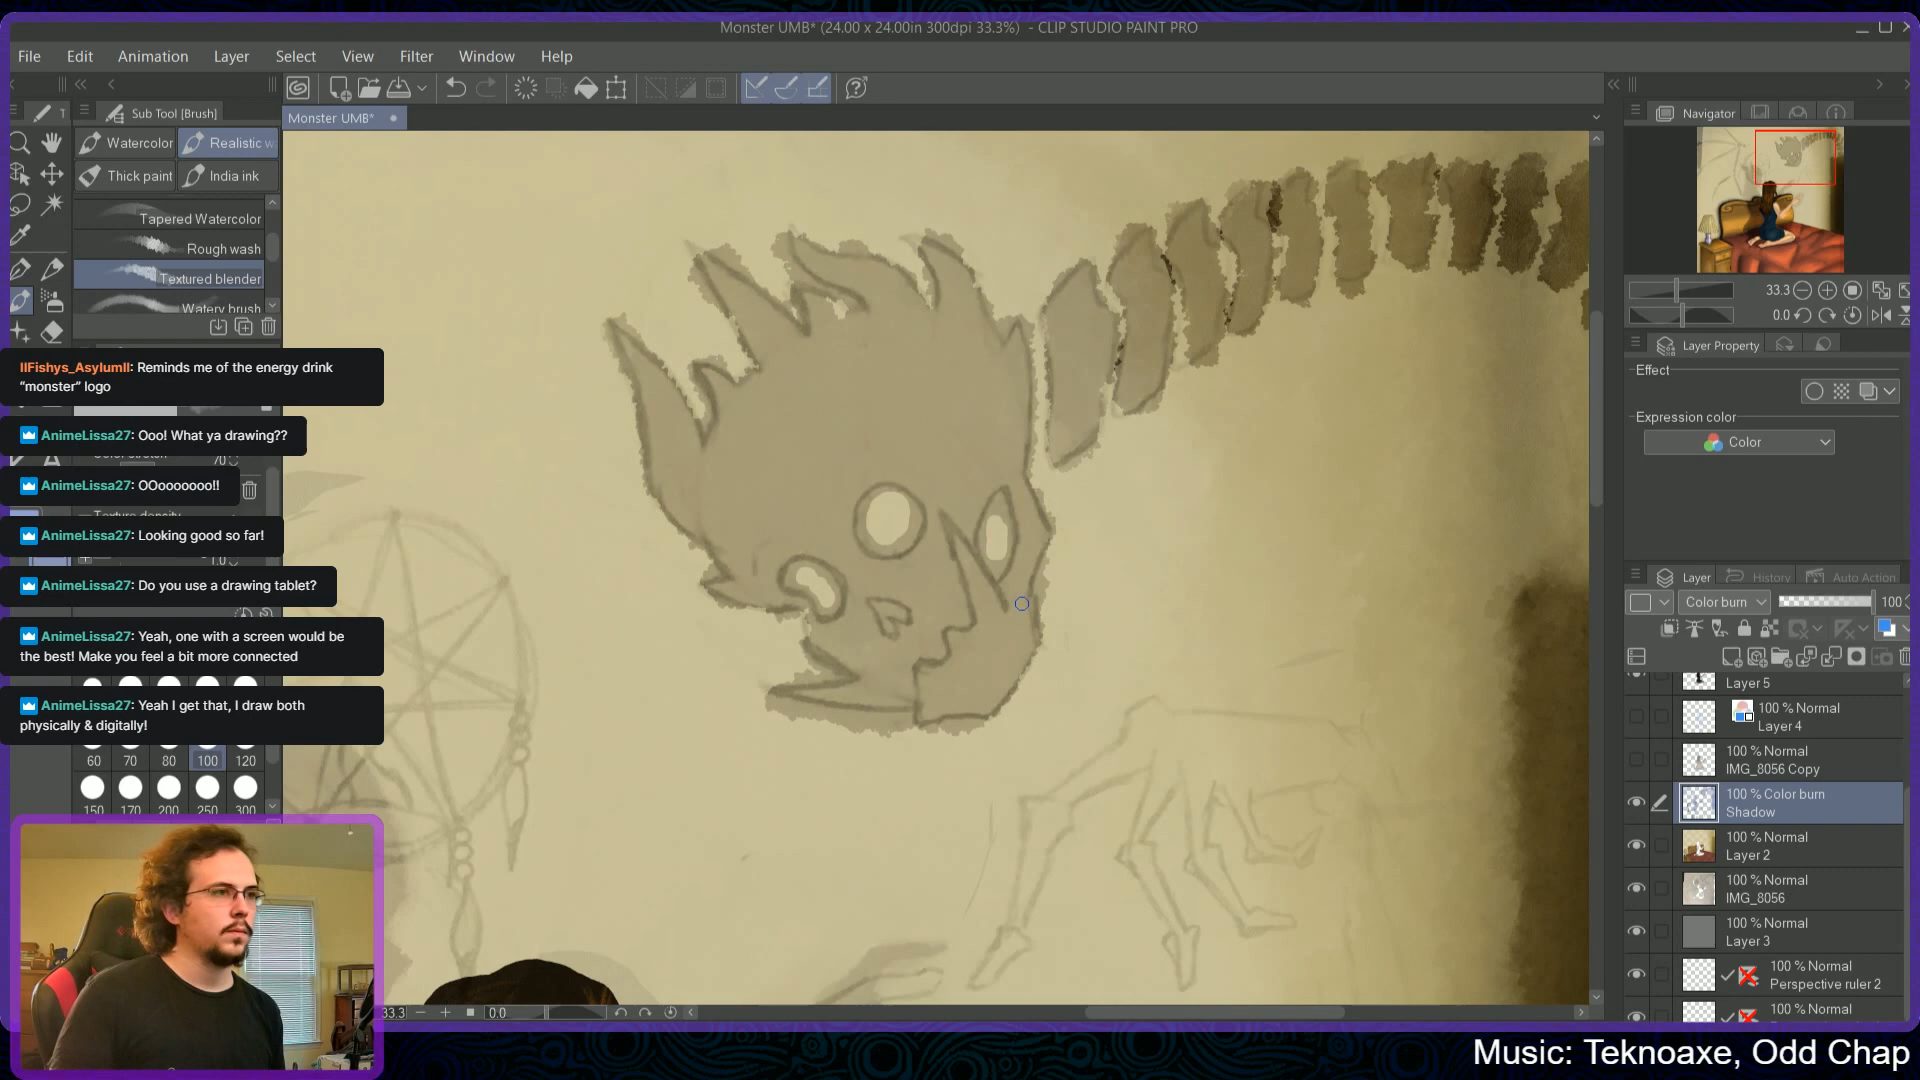 Monster UMB* (24.00 x 24.00in 300dpi 33.3%) - CLIP STUDIO PAINT PRO
File Edit Animation Layer Select View Filter Window Help
Sub Tool [Brush]
Monster UMB*
Navigator
Watercolor Realistic w
Thick paint India ink
Tapered Watercolor
Rough wash
Textured blender
Watery brush
33.3
0.0
Layer Property
Effect
Expression color
Color
IIFishys_AsylumII: Reminds me of the energy drink
“monster” logo
AnimeLissa27: Ooo! What ya drawing??
70
AnimeLissa27: OOooooooo!!
AnimeLissa27: Looking good so far!
AnimeLissa27: Do you use a drawing tablet?
AnimeLissa27: Yeah, one with a screen would be
the best! Make you feel a bit more connected
AnimeLissa27: Yeah I get that, I draw both
physically & digitally!
60 70 80 100 120
150 170 200 250 300
Layer History Auto Action
Color burn 100
Layer 5
100 % Normal
Layer 4
100 % Normal
IMG_8056 Copy
100 % Color burn
Shadow
100 % Normal
Layer 2
100 % Normal
IMG_8056
100 % Normal
Layer 3
100 % Normal
Perspective ruler 2
100 % Normal
33.3 0.0
Music: Teknoaxe, Odd Chap